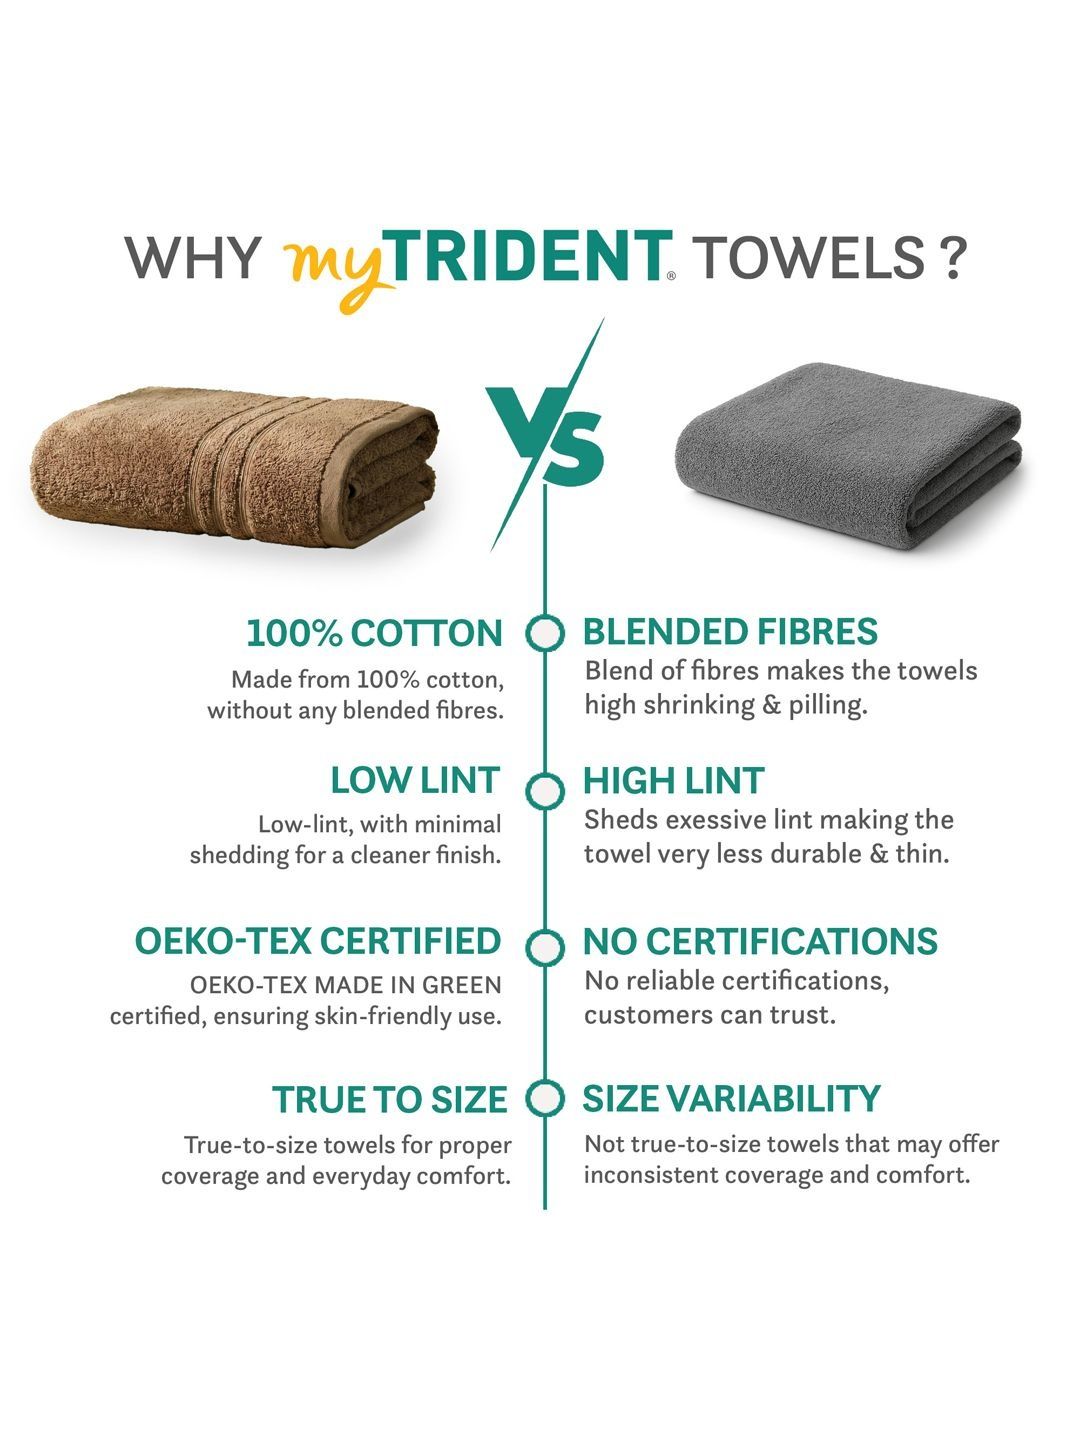 WHY myTRIDENT® TOWELS ?
VS
100% COTTON
Made from 100% cotton,
without any blended fibres.
BLENDED FIBRES
Blend of fibres makes the towels
high shrinking & pilling.
LOW LINT
Low-lint, with minimal
shedding for a cleaner finish.
HIGH LINT
Sheds exessive lint making the
towel very less durable & thin.
OEKO-TEX CERTIFIED
OEKO-TEX MADE IN GREEN
certified, ensuring skin-friendly use.
NO CERTIFICATIONS
No reliable certifications,
customers can trust.
TRUE TO SIZE
True-to-size towels for proper
coverage and everyday comfort.
SIZE VARIABILITY
Not true-to-size towels that may offer
inconsistent coverage and comfort.